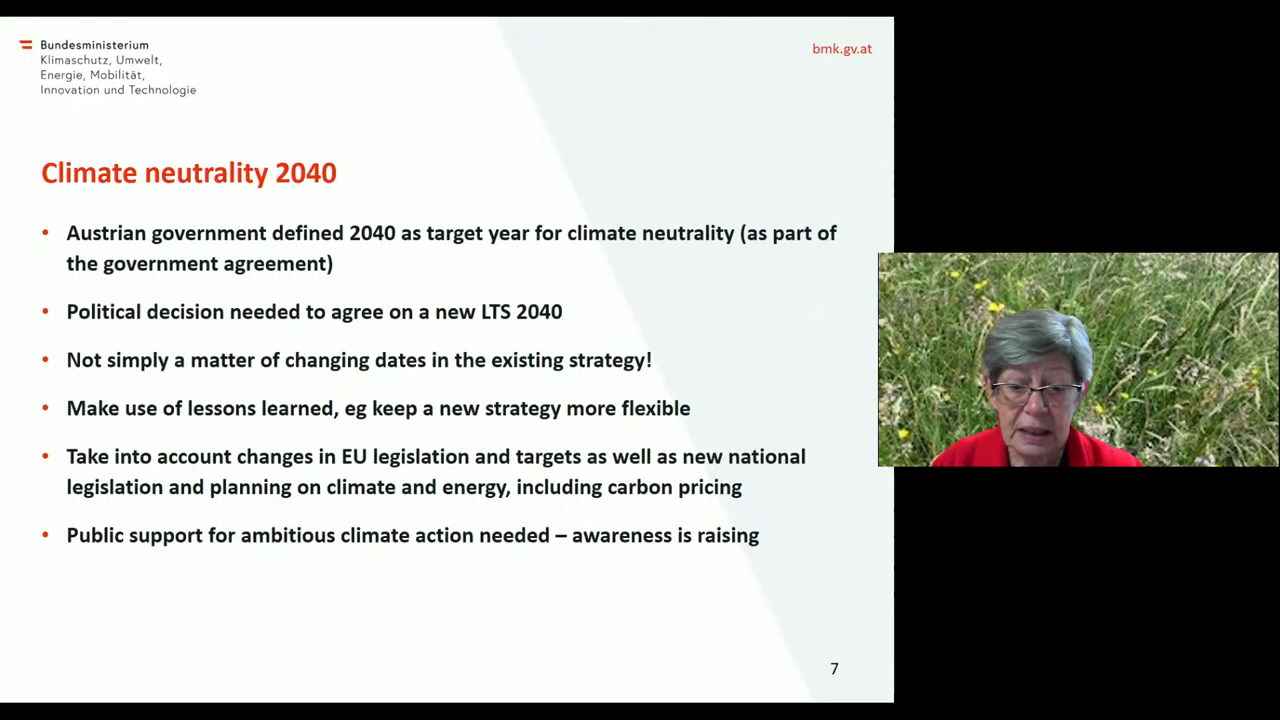 Bundesministerium
Klimaschutz, Umwelt,
Energie, Mobilität,
Innovation und Technologie
bmk.gv.at
Climate neutrality 2040
• Austrian government defined 2040 as target year for climate neutrality (as part of
the government agreement)
• Political decision needed to agree on a new LTS 2040
• Not simply a matter of changing dates in the existing strategy!
• Make use of lessons learned, eg keep a new strategy more flexible
• Take into account changes in EU legislation and targets as well as new national
legislation and planning on climate and energy, including carbon pricing
• Public support for ambitious climate action needed – awareness is raising
7